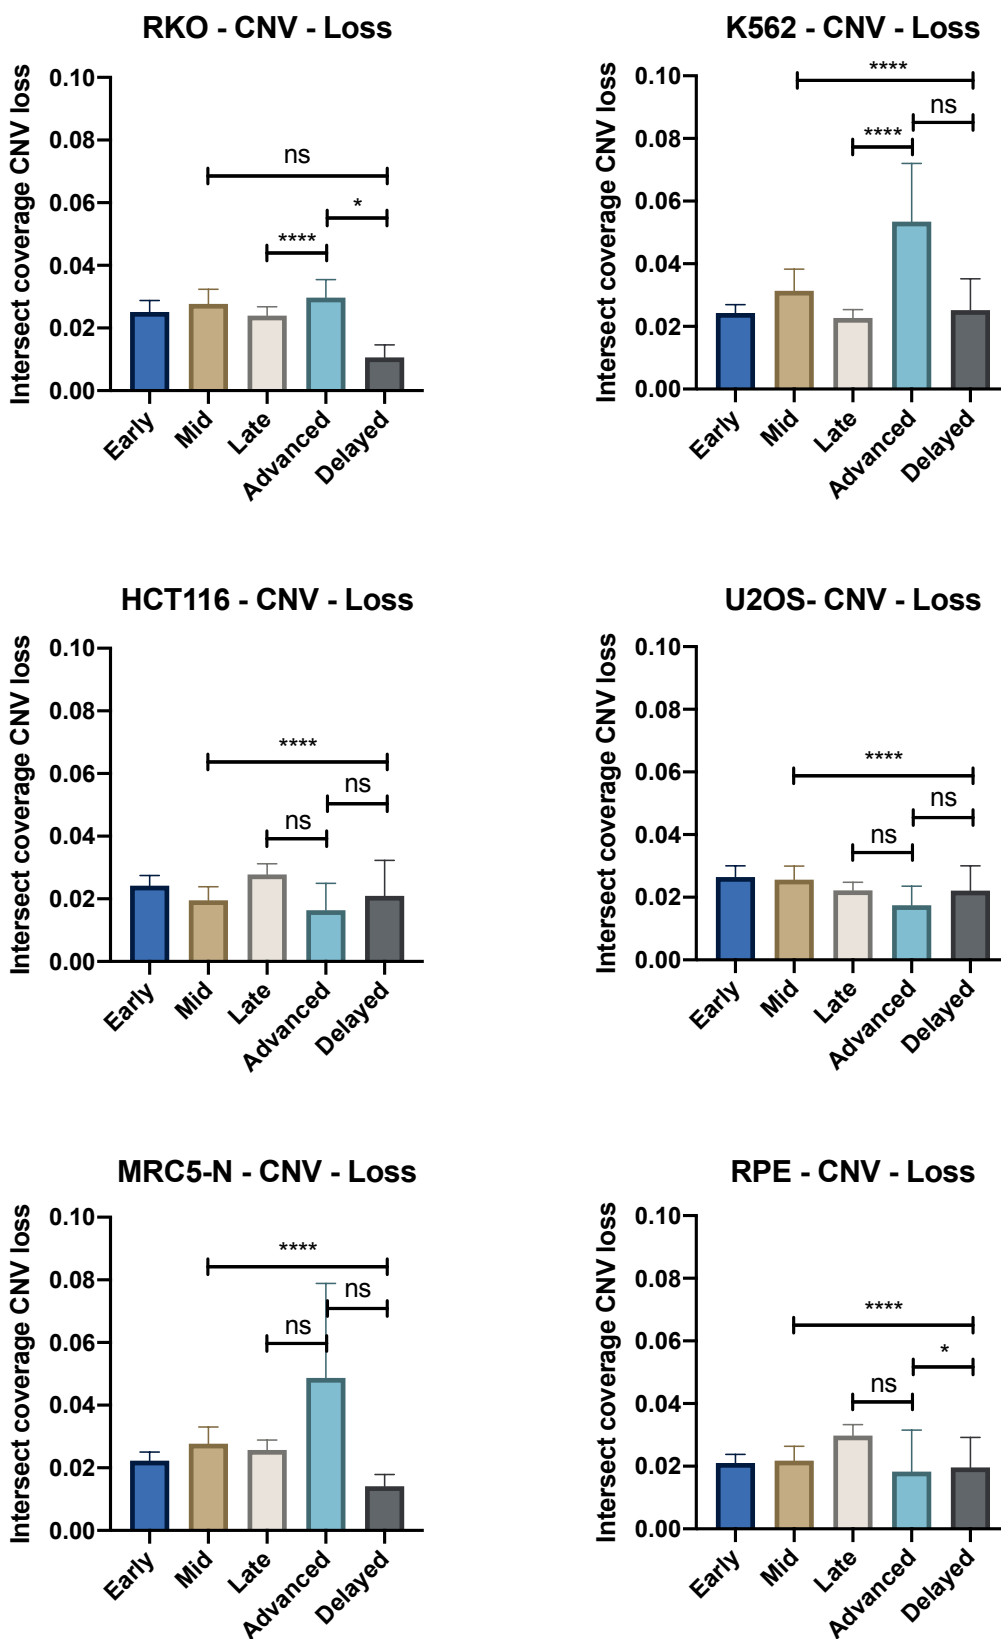 RKO - CNV - Loss
Intersect coverage CNV loss
0.10
0.08
0.06
0.04
0.02
0.00
ns
*
****
Early
Mid
Late
Advanced
Delayed
K562 - CNV - Loss
Intersect coverage CNV loss
0.10
0.08
0.06
0.04
0.02
0.00
****
ns
****
Early
Mid
Late
Advanced
Delayed
HCT116 - CNV - Loss
Intersect coverage CNV loss
0.10
0.08
0.06
0.04
0.02
0.00
****
ns
ns
Early
Mid
Late
Advanced
Delayed
U2OS- CNV - Loss
Intersect coverage CNV loss
0.10
0.08
0.06
0.04
0.02
0.00
****
ns
ns
Early
Mid
Late
Advanced
Delayed
MRC5-N - CNV - Loss
Intersect coverage CNV loss
0.10
0.08
0.06
0.04
0.02
0.00
****
ns
ns
Early
Mid
Late
Advanced
Delayed
RPE - CNV - Loss
Intersect coverage CNV loss
0.10
0.08
0.06
0.04
0.02
0.00
****
*
ns
Early
Mid
Late
Advanced
Delayed